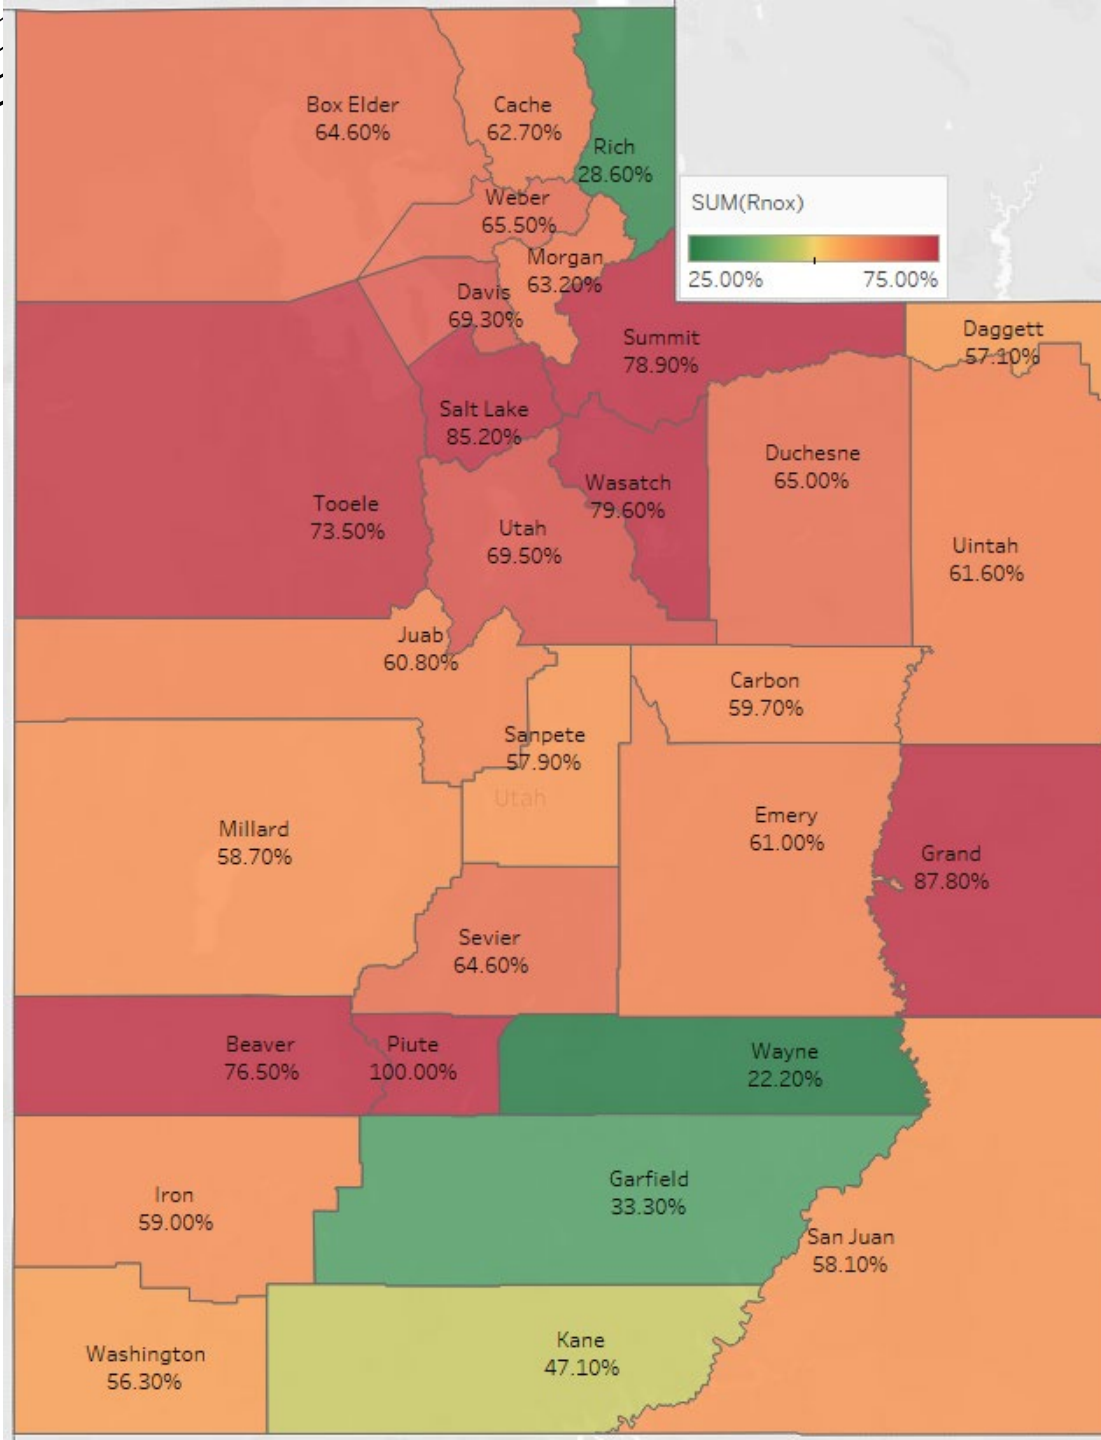 Box Elder
64.60%
Cache
62.70%
Rich
28.60%
SUM(Rnox)
25.00% 75.00%
Weber
65.50%
Morgan
63.20%
Davis
69.30%
Summit
78.90%
Daggett
57.10%
Salt Lake
85.20%
Duchesne
65.00%
Wasatch
79.60%
Tooele
73.50%
Utah
69.50%
Uintah
61.60%
Juab
60.80%
Carbon
59.70%
Sanpete
57.90%
Utah
Millard
58.70%
Emery
61.00%
Grand
87.80%
Sevier
64.60%
Beaver
76.50%
Piute
100.00%
Wayne
22.20%
Garfield
33.30%
Iron
59.00%
San Juan
58.10%
Washington
56.30%
Kane
47.10%